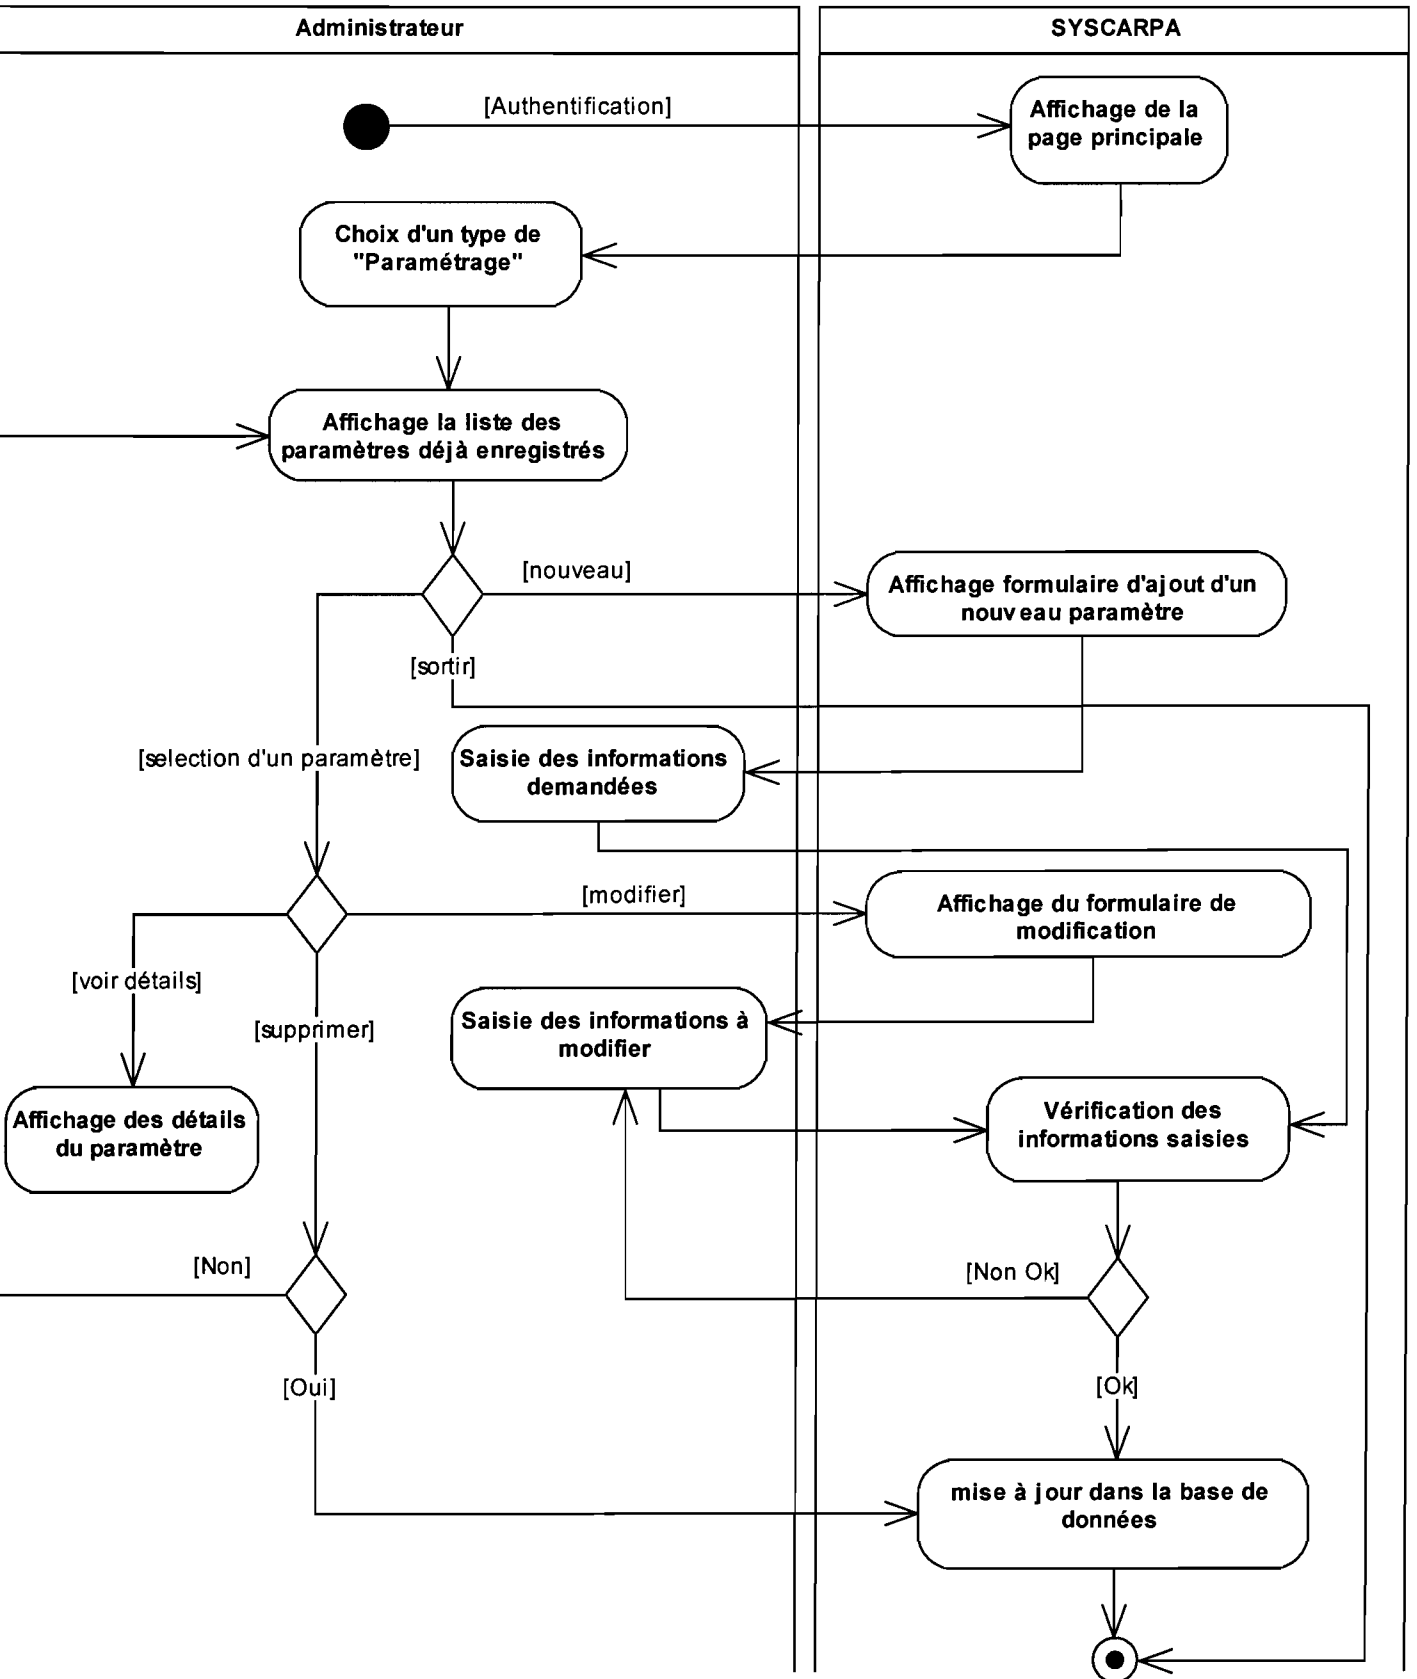 Administrateur
SYSCARPA
[Authentification]
Affichage de la
page principale
Choix d'un type de
"Paramétrage"
Affichage la liste des
paramètres déjà enregistrés
[nouveau]
Affichage formulaire d'ajout d'un
nouveau paramètre
[sortir]
[selection d'un paramètre]
Saisie des informations
demandées
[modifier]
Affichage du formulaire de
modification
[voir détails]
[supprimer]
Saisie des informations à
modifier
Affichage des détails
du paramètre
Vérification des
informations saisies
[Non]
[Non Ok]
[Oui]
[Ok]
mise à jour dans la base de
données